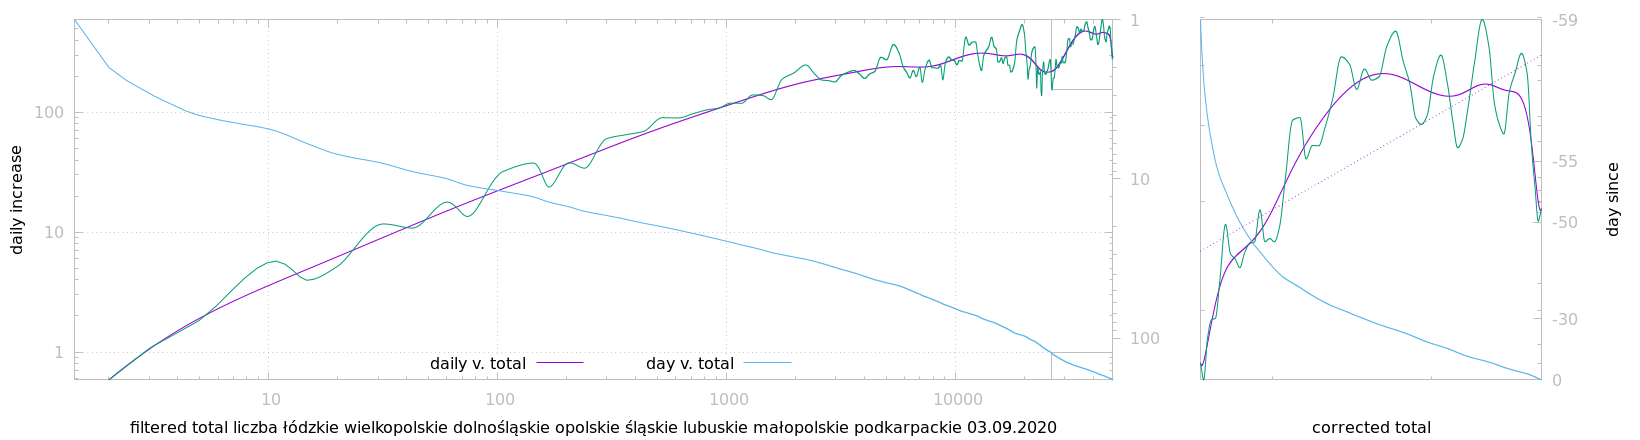 daily increase
100
10
1
10
100
1000
10000
1
10
100
daily v. total
day v. total
filtered total liczba łódzkie wielkopolskie dolnośląskie opolskie śląskie lubuskie małopolskie podkarpackie 03.09.2020
-59
-55
-50
-30
0
day since
corrected total